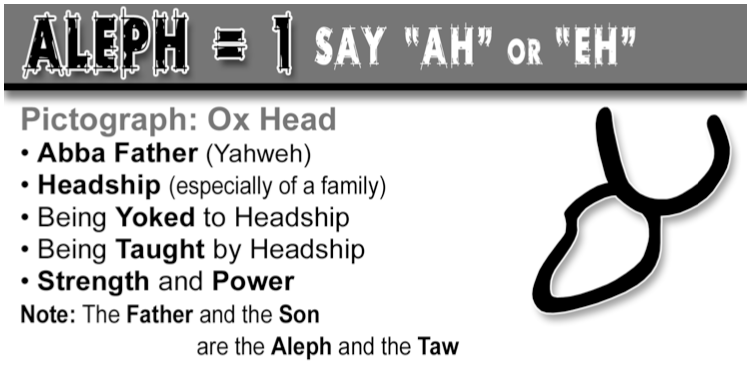 ALEPH = 1 SAY "AH" OR "EH"
Pictograph: Ox Head
• Abba Father (Yahweh)
• Headship (especially of a family)
• Being Yoked to Headship
• Being Taught by Headship
• Strength and Power
Note: The Father and the Son
are the Aleph and the Taw